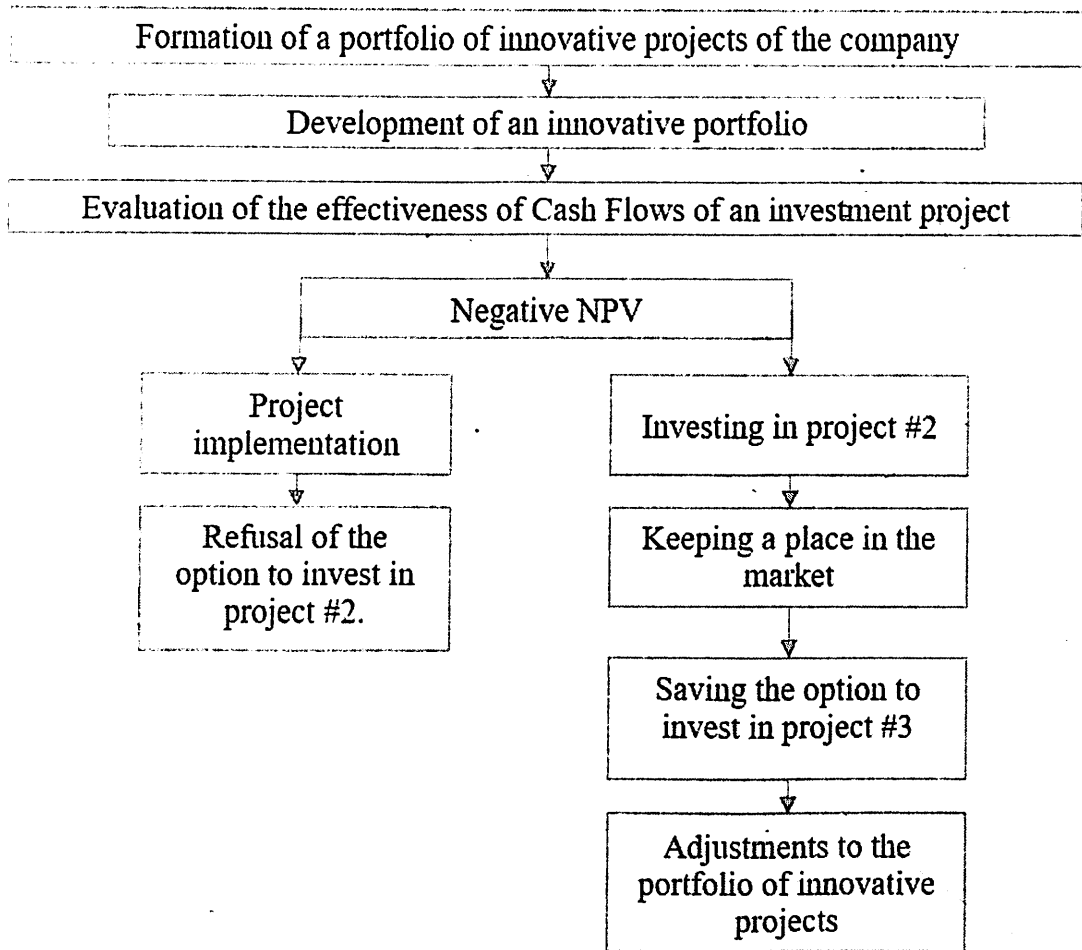 Formation of a portfolio of innovative projects of the company
Development of an innovative portfolio
Evaluation of the effectiveness of Cash Flows of an investment project
Negative NPV
Project
implementation
Refusal of the
option to invest in
project #2.
Investing in project #2
Keeping a place in the
market
Saving the option to
invest in project #3
Adjustments to the
portfolio of innovative
projects